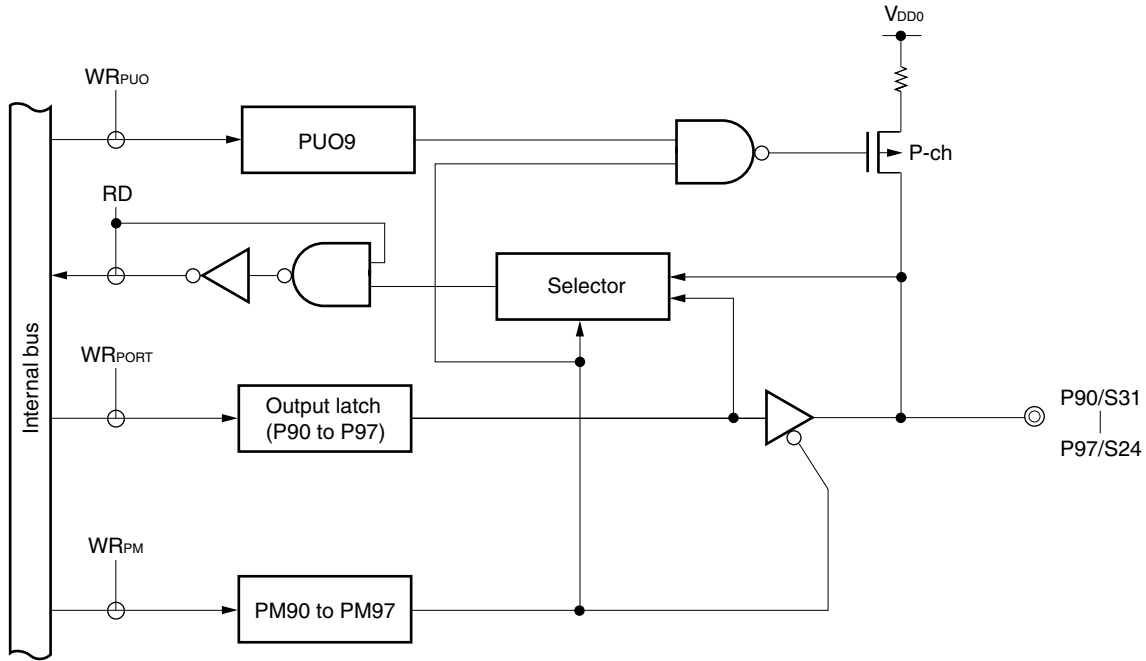 VDD0
WRPUO
PUO9
P-ch
RD
Selector
Internal bus
WRPORT
Output latch
(P90 to P97)
P90/S31
P97/S24
WRPM
PM90 to PM97